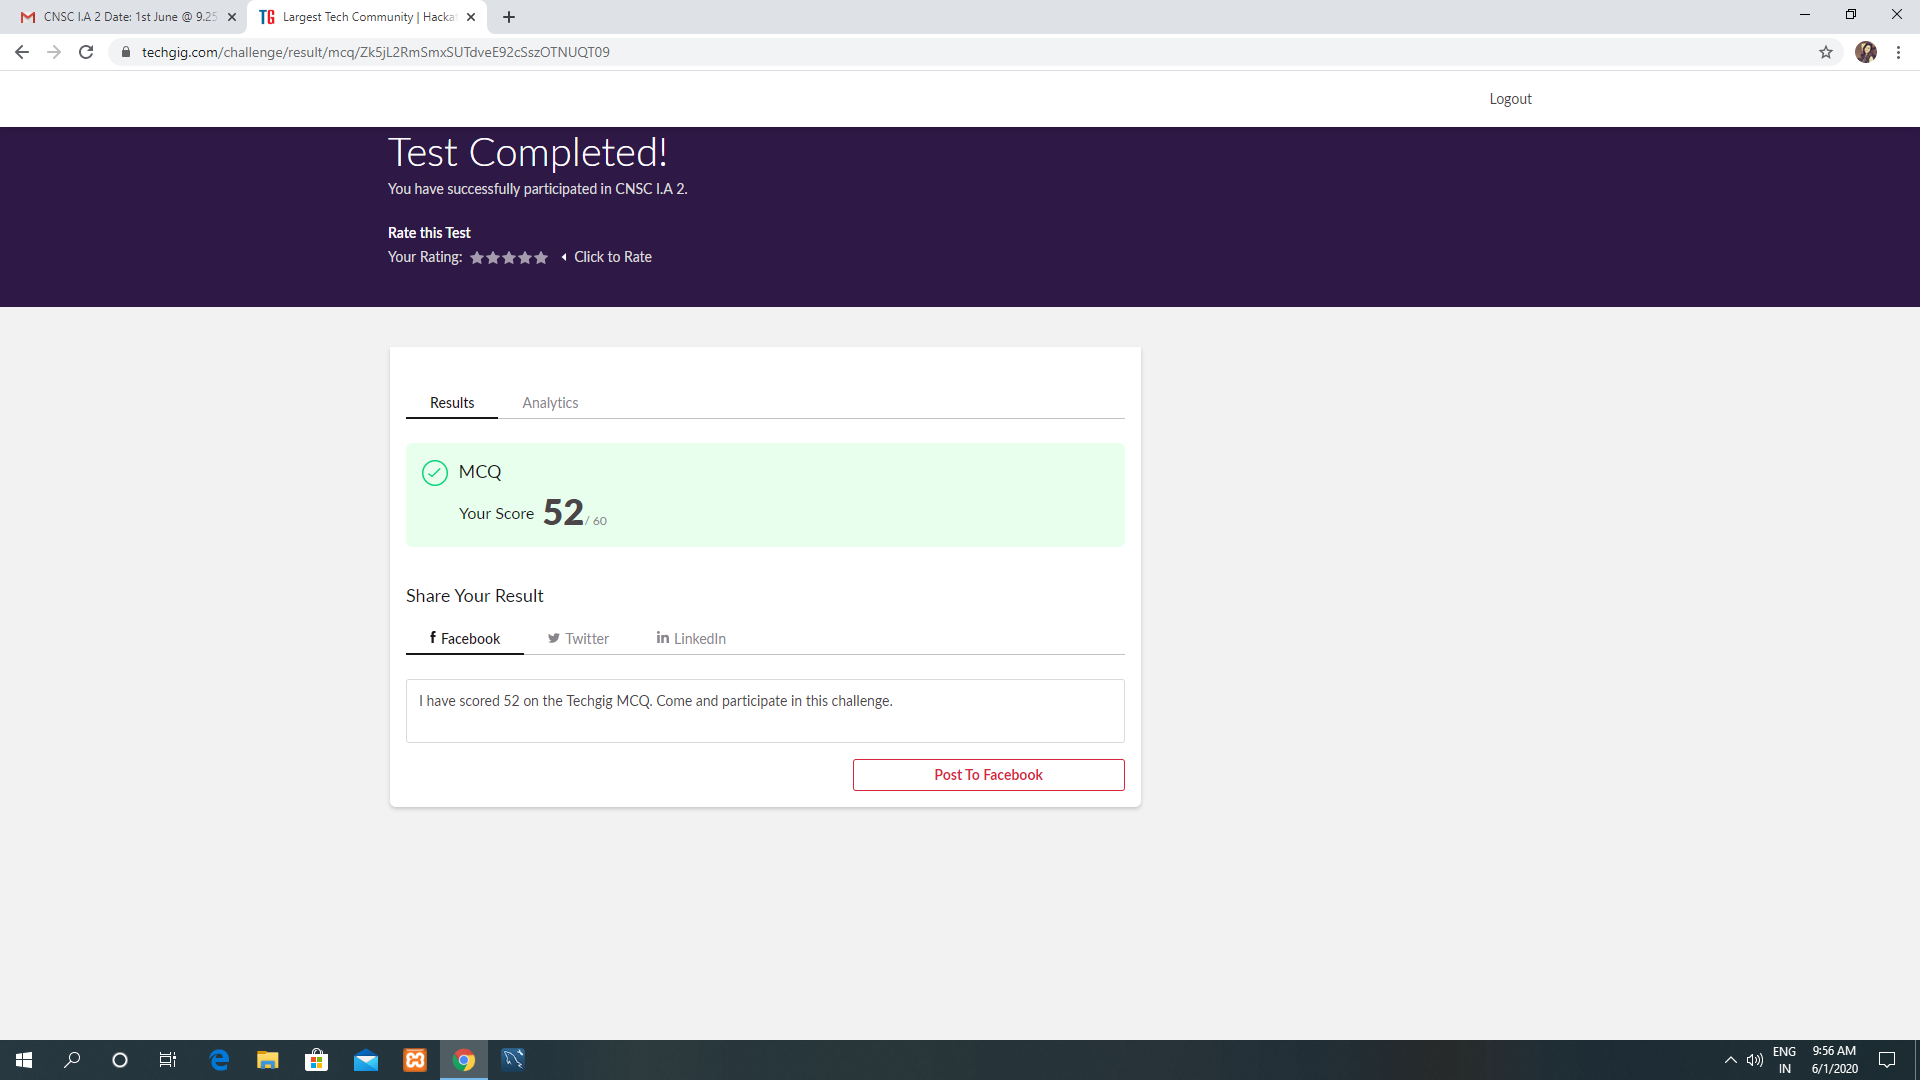 CNSC I.A 2 Date: 1st June @ 9.25
TG Largest Tech Community | Hacka
techgig.com/challenge/result/mcq/Zk5jL2RmSmxSUTdveE92cSszOTNUQT09
Logout
Test Completed!
You have successfully participated in CNSC I.A 2.
Rate this Test
Your Rating: Click to Rate
Results Analytics
MCQ
Your Score 52 / 60
Share Your Result
f Facebook Twitter in LinkedIn
I have scored 52 on the Techgig MCQ. Come and participate in this challenge.
Post To Facebook
ENG 9:56 AM
IN 6/1/2020